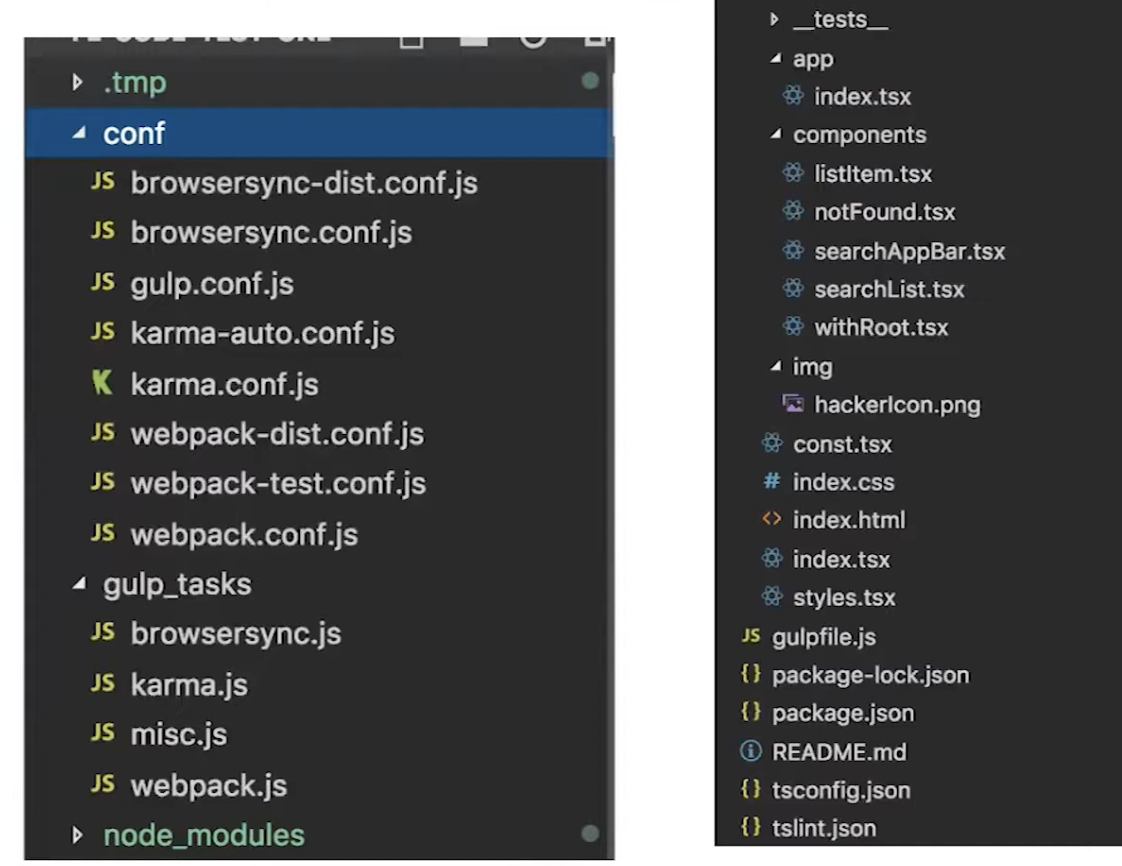 .tmp
conf
JS browsersync-dist.conf.js
JS browsersync.conf.js
JS gulp.conf.js
JS karma-auto.conf.js
K karma.conf.js
JS webpack-dist.conf.js
JS webpack-test.conf.js
JS webpack.conf.js
gulp_tasks
JS browsersync.js
JS karma.js
JS misc.js
JS webpack.js
node_modules
__tests__
app
index.tsx
components
listItem.tsx
notFound.tsx
searchAppBar.tsx
searchList.tsx
withRoot.tsx
img
hackerIcon.png
const.tsx
# index.css
<> index.html
index.tsx
styles.tsx
JS gulpfile.js
{} package-lock.json
{} package.json
README.md
{} tsconfig.json
{} tslint.json